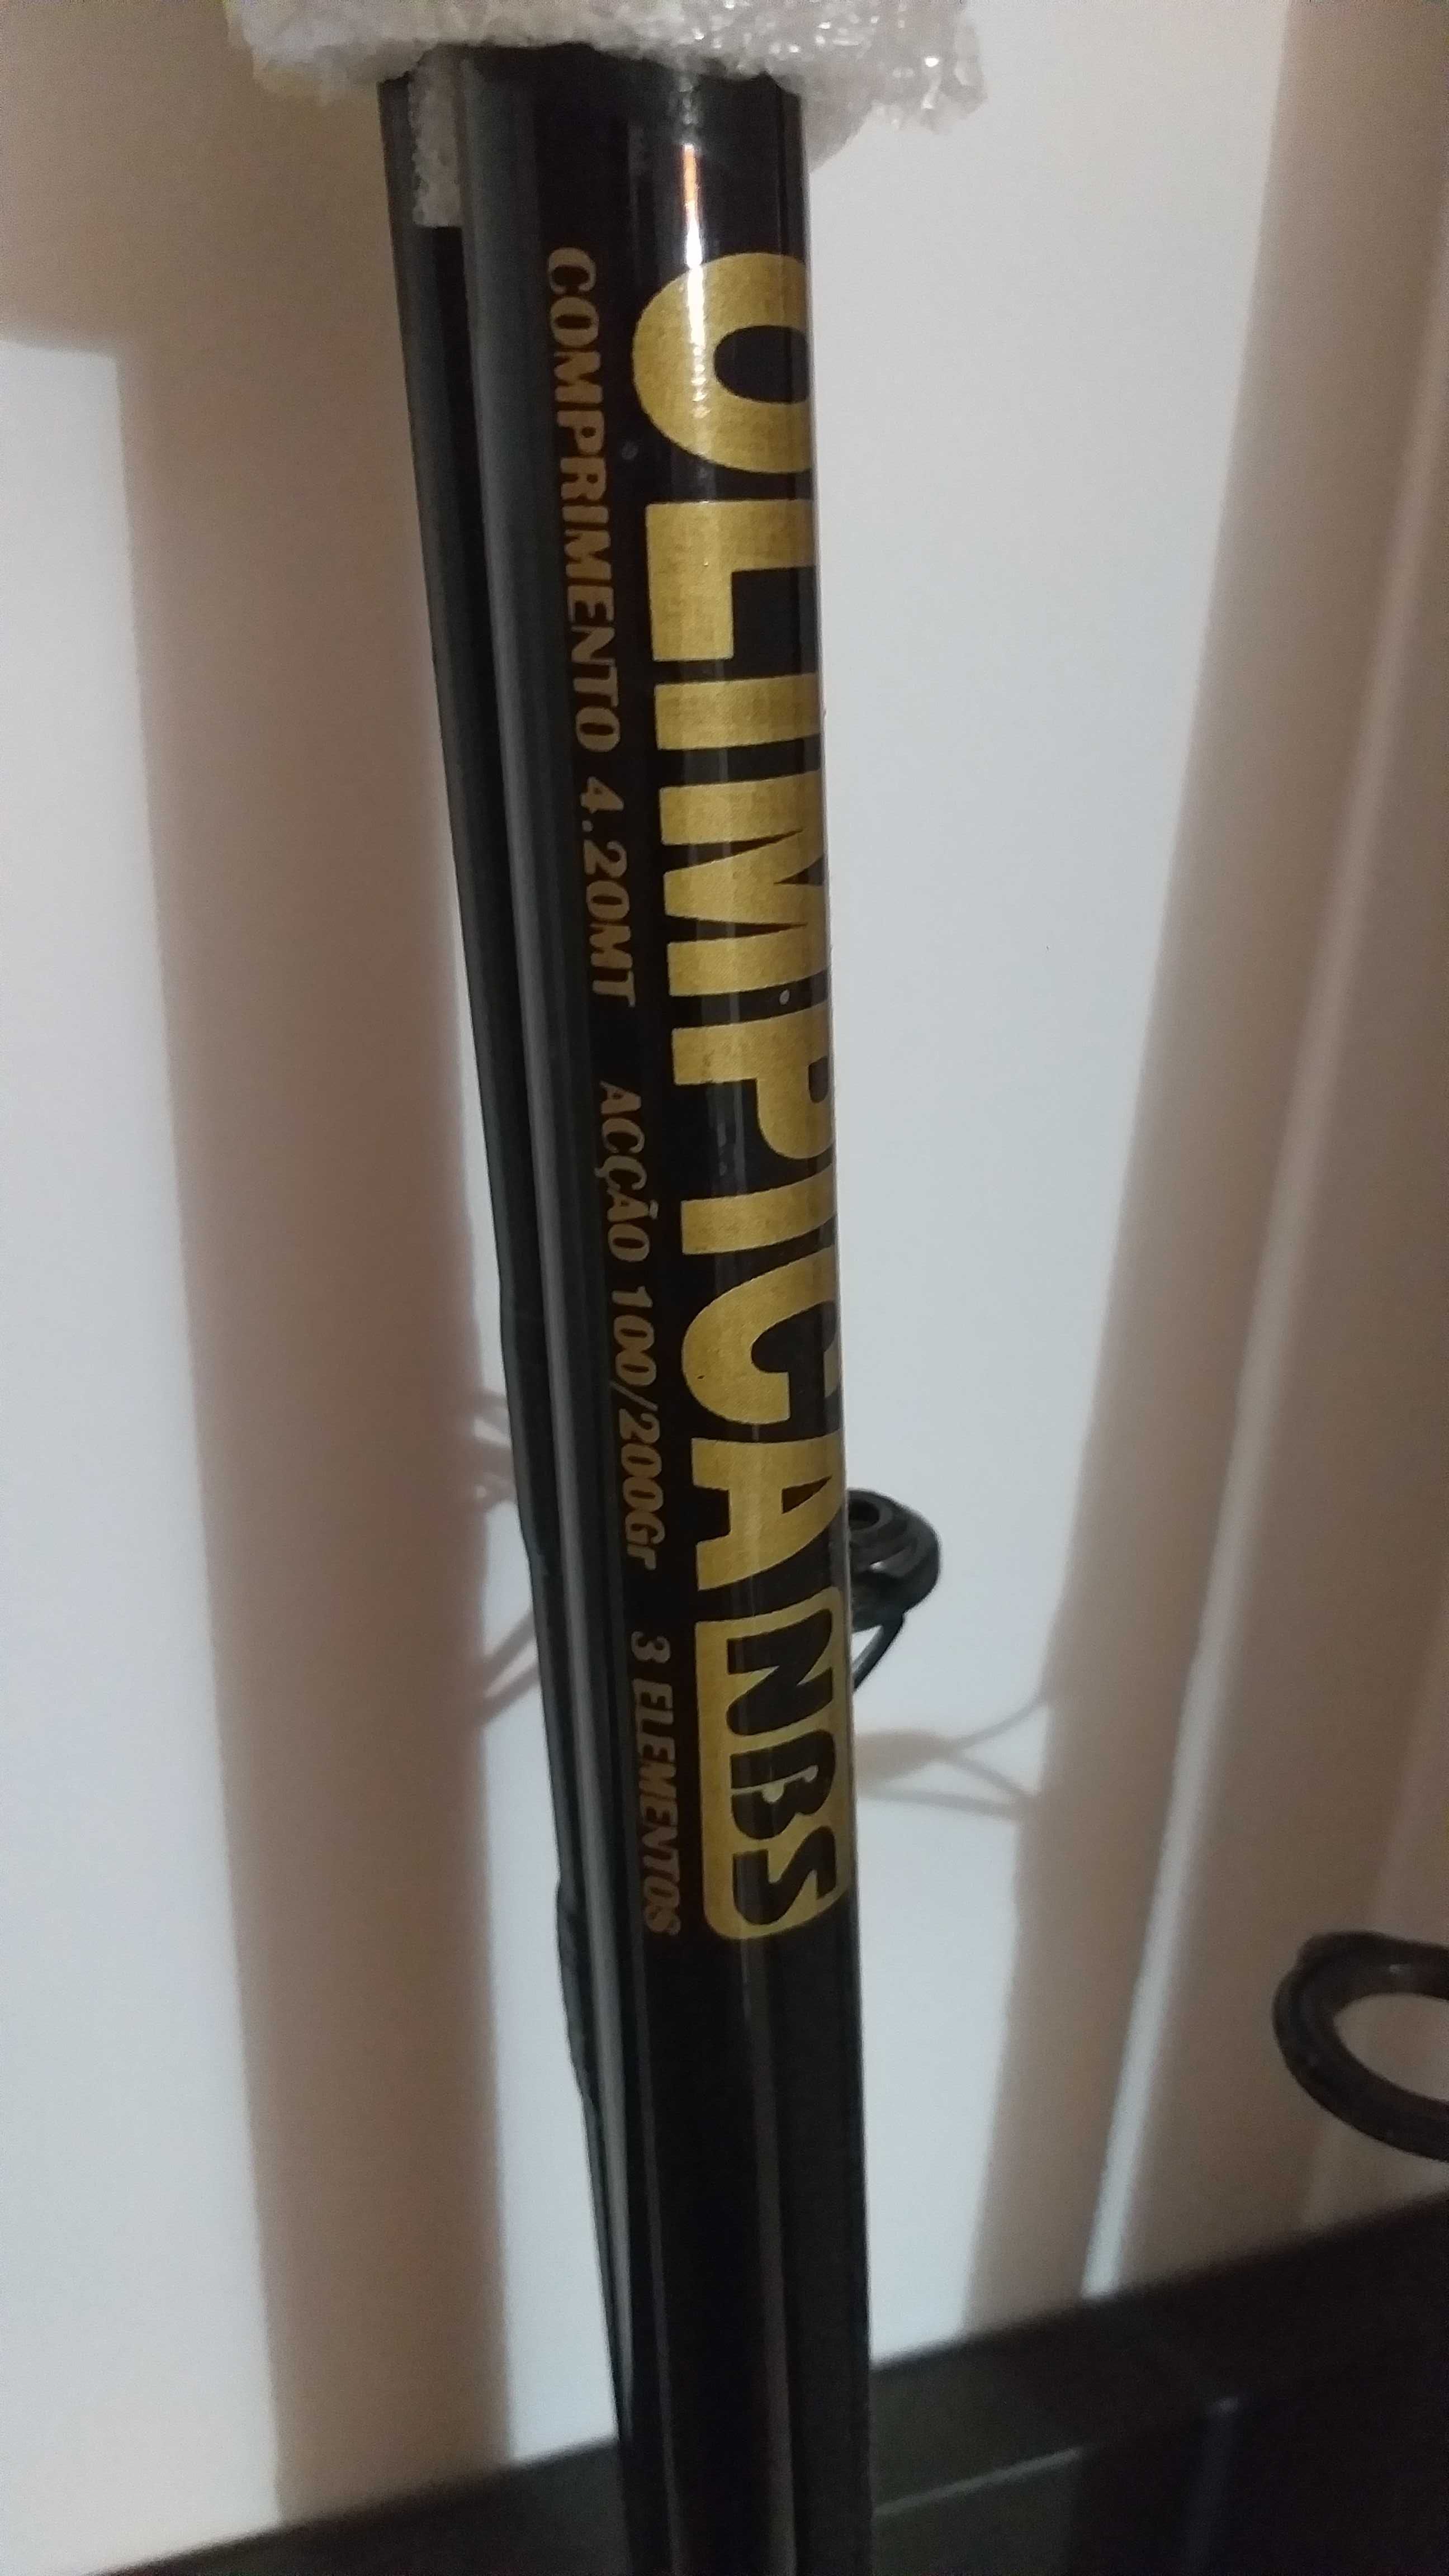 OLIMPICA NBS
COMPRIMENTO 4.20MT ACÇÃO 100/200Gr 3 ELEMENTOS